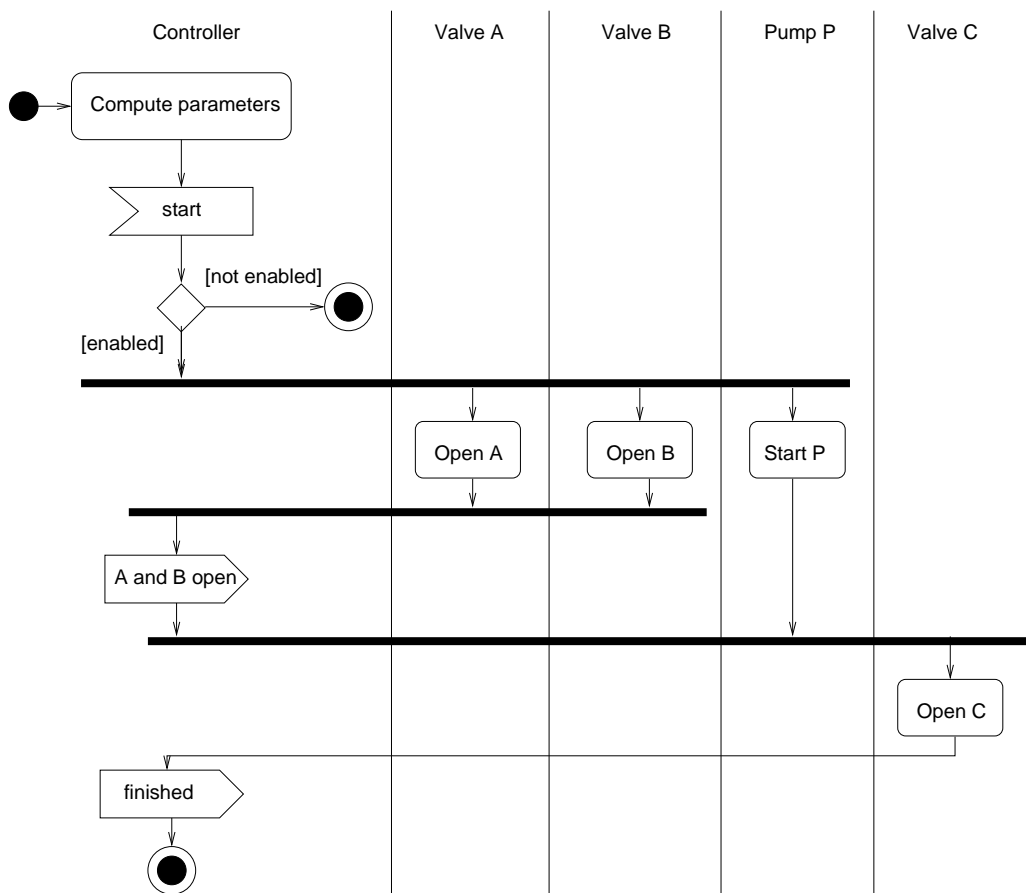 Controller
Valve A
Valve B
Pump P
Valve C
Compute parameters
start
[not enabled]
[enabled]
Open A
Open B
Start P
A and B open
Open C
finished